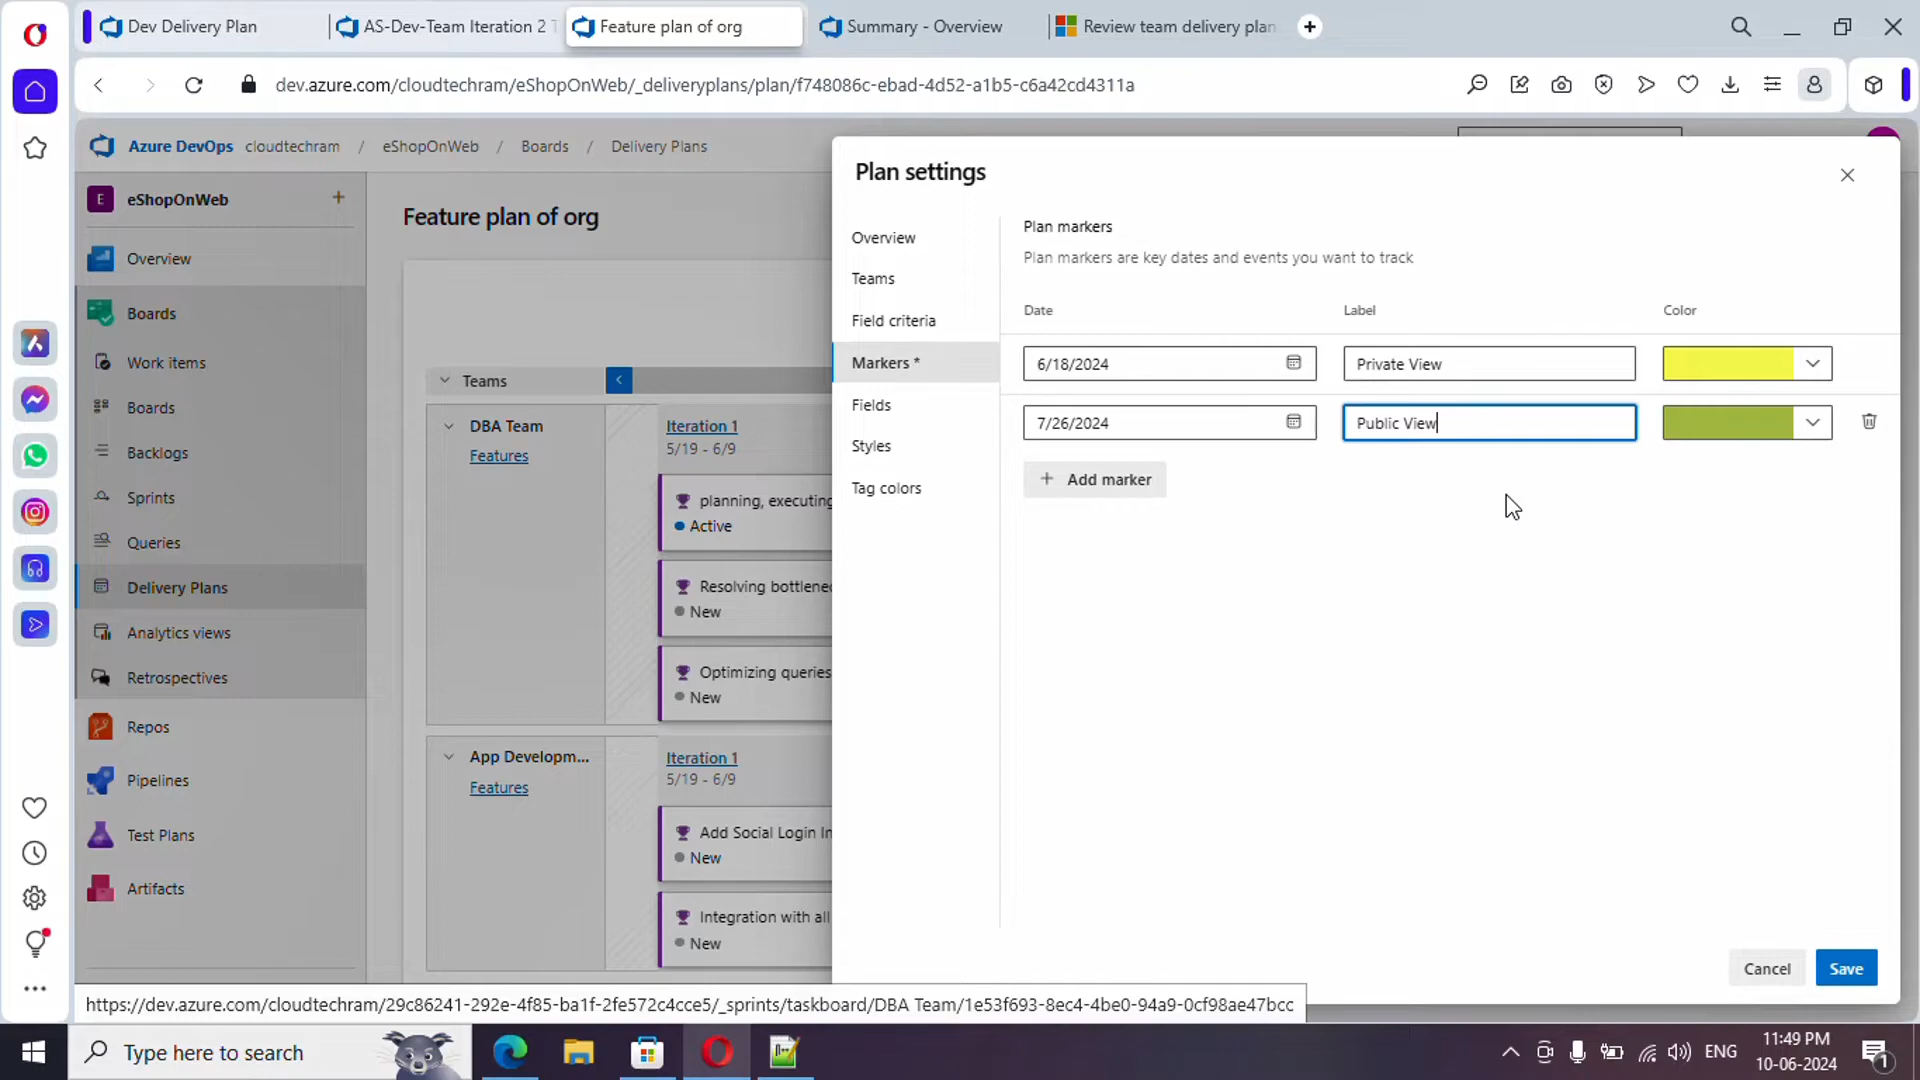 Dev Delivery Plan
AS-Dev-Team Iteration 2 T
Feature plan of org
Summary - Overview
Review team delivery plan
dev.azure.com/cloudtechram/eShopOnWeb/_deliveryplans/plan/f748086c-ebad-4d52-a1b5-c6a42cd4311a
Azure DevOps cloudtechram / eShopOnWeb / Boards / Delivery Plans
E eShopOnWeb
Overview
Boards
Work items
Boards
Backlogs
Sprints
Queries
Delivery Plans
Analytics views
Retrospectives
Repos
Pipelines
Test Plans
Artifacts
Feature plan of org
Teams
DBA Team
Features
Iteration 1
5/19 - 6/9
planning, executing
Active
Resolving bottlenec
New
Optimizing queries
New
App Developm...
Features
Iteration 1
5/19 - 6/9
Add Social Login In
New
Integration with all
New
Plan settings
Overview
Teams
Field criteria
Markers *
Fields
Styles
Tag colors
Plan markers
Plan markers are key dates and events you want to track
Date Label Color
6/18/2024 Private View
7/26/2024 Public View
+ Add marker
Cancel Save
https://dev.azure.com/cloudtechram/29c86241-292e-4f85-ba1f-2fe572c4cce5/_sprints/taskboard/DBA Team/1e53f693-8ec4-4be0-94a9-0cf98ae47bcc
Type here to search
ENG
11:49 PM
10-06-2024
1